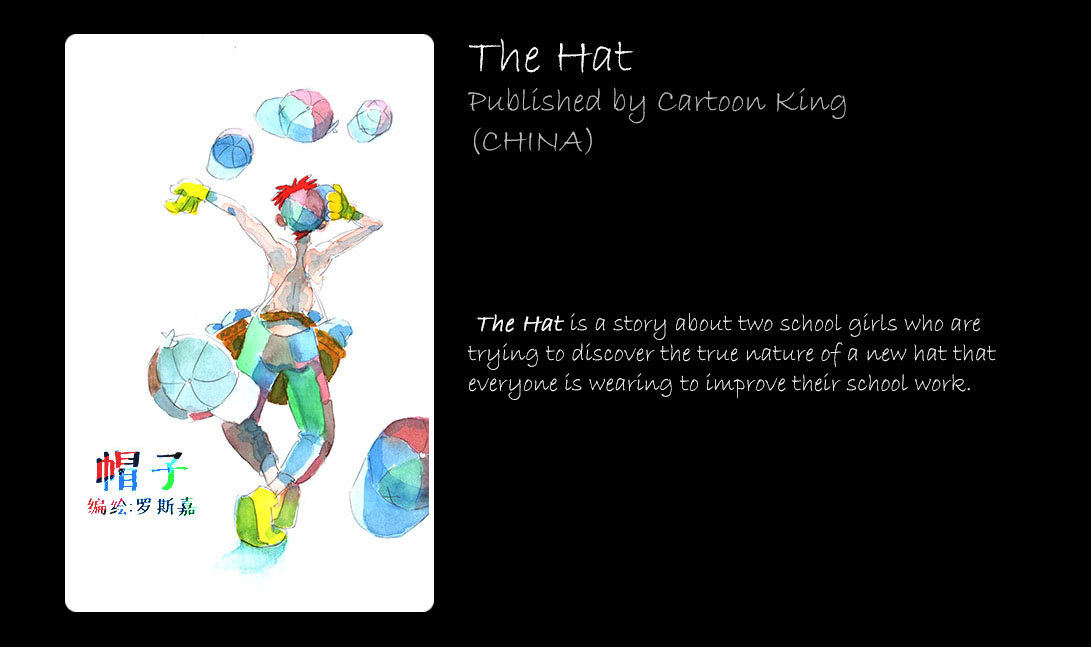 The Hat
Published by Cartoon King
(CHINA)
The Hat is a story about two school girls who are
trying to discover the true nature of a new hat that
everyone is wearing to improve their school work.
帽子
编绘:罗斯嘉